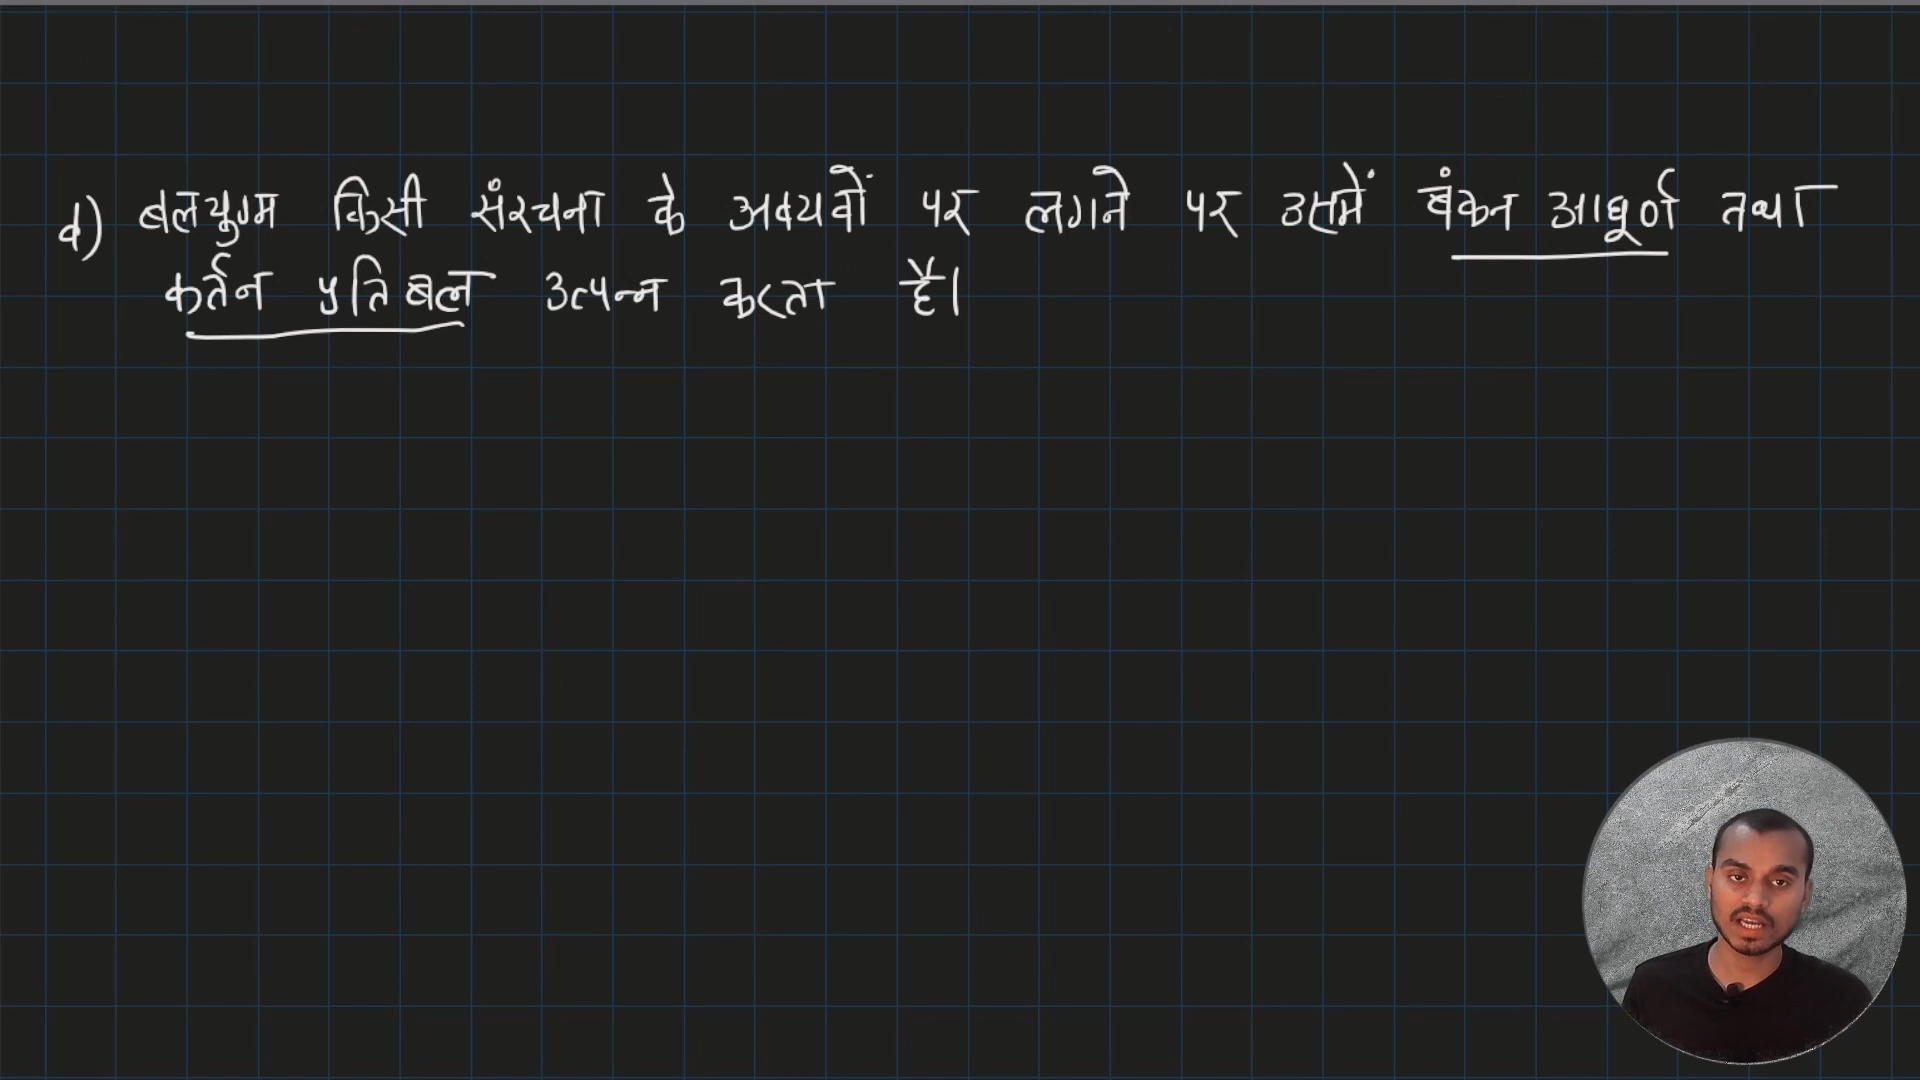 d) बलयुग्म किसी संरचना के अवयवों पर लगने पर उसमें बंकन आघूर्ण तथा
कर्तन प्रतिबल उत्पन्न करता है।